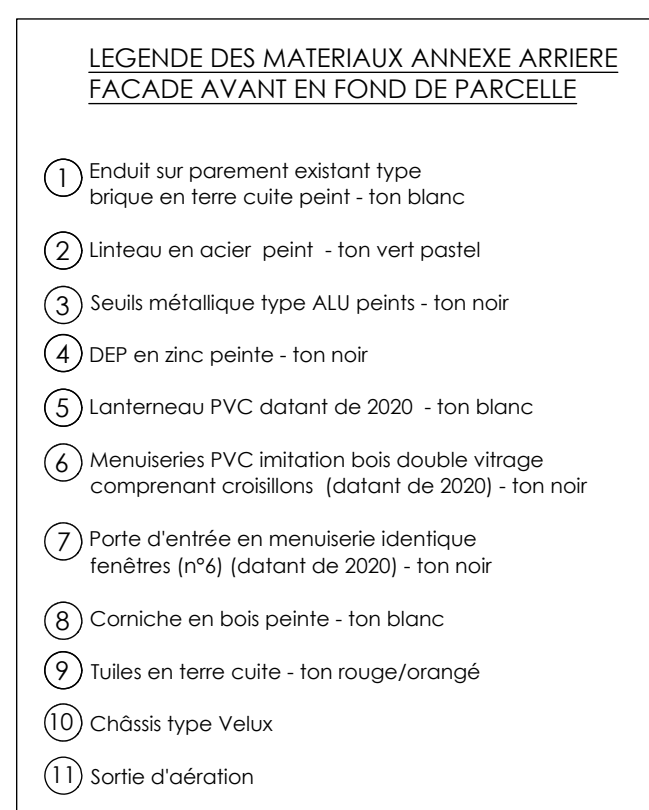 LEGENDE DES MATERIAUX ANNEXE ARRIERE
FACADE AVANT EN FOND DE PARCELLE
1 Enduit sur parement existant type
brique en terre cuite peint - ton blanc
2 Linteau en acier peint - ton vert pastel
3 Seuils métallique type ALU peints - ton noir
4 DEP en zinc peinte - ton noir
5 Lanterneau PVC datant de 2020 - ton blanc
6 Menuiseries PVC imitation bois double vitrage
comprenant croisillons (datant de 2020) - ton noir
7 Porte d'entrée en menuiserie identique
fenêtres (n°6) (datant de 2020) - ton noir
8 Corniche en bois peinte - ton blanc
9 Tuiles en terre cuite - ton rouge/orangé
10 Châssis type Velux
11 Sortie d'aération